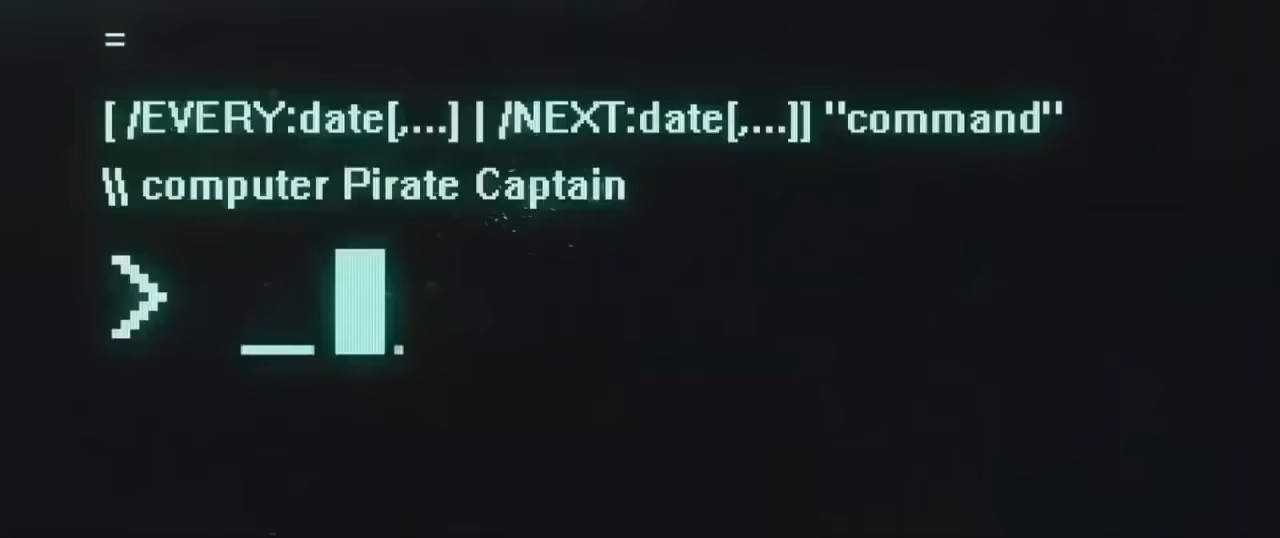 =
[ /EVERY:date[,...] | /NEXT:date[,...]] "command"
\\ computer Pirate Captain
> _█.